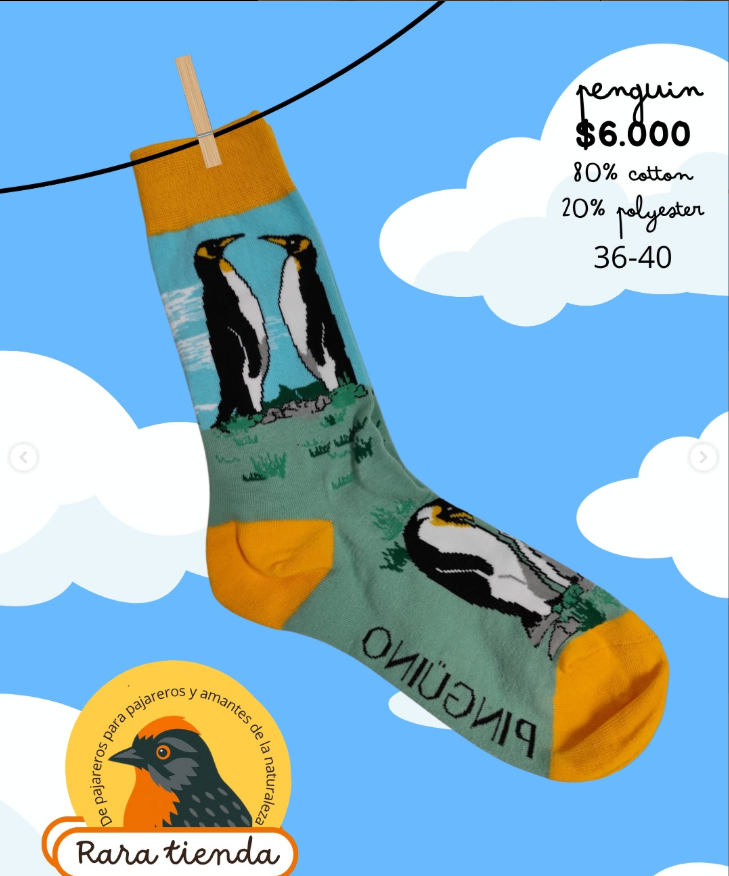 penguin
$6.000
80% cotton
20% polyester
36-40
PINGÜINO
De pajareros para pajareros y amantes de la naturaleza
Rara tienda